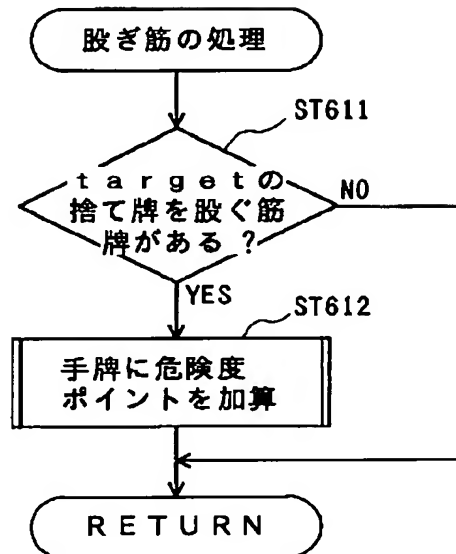 股ぎ筋の処理
ST611
targetの
捨て牌を股ぐ筋
牌がある ?
NO
YES
ST612
手牌に危険度
ポイントを加算
RETURN